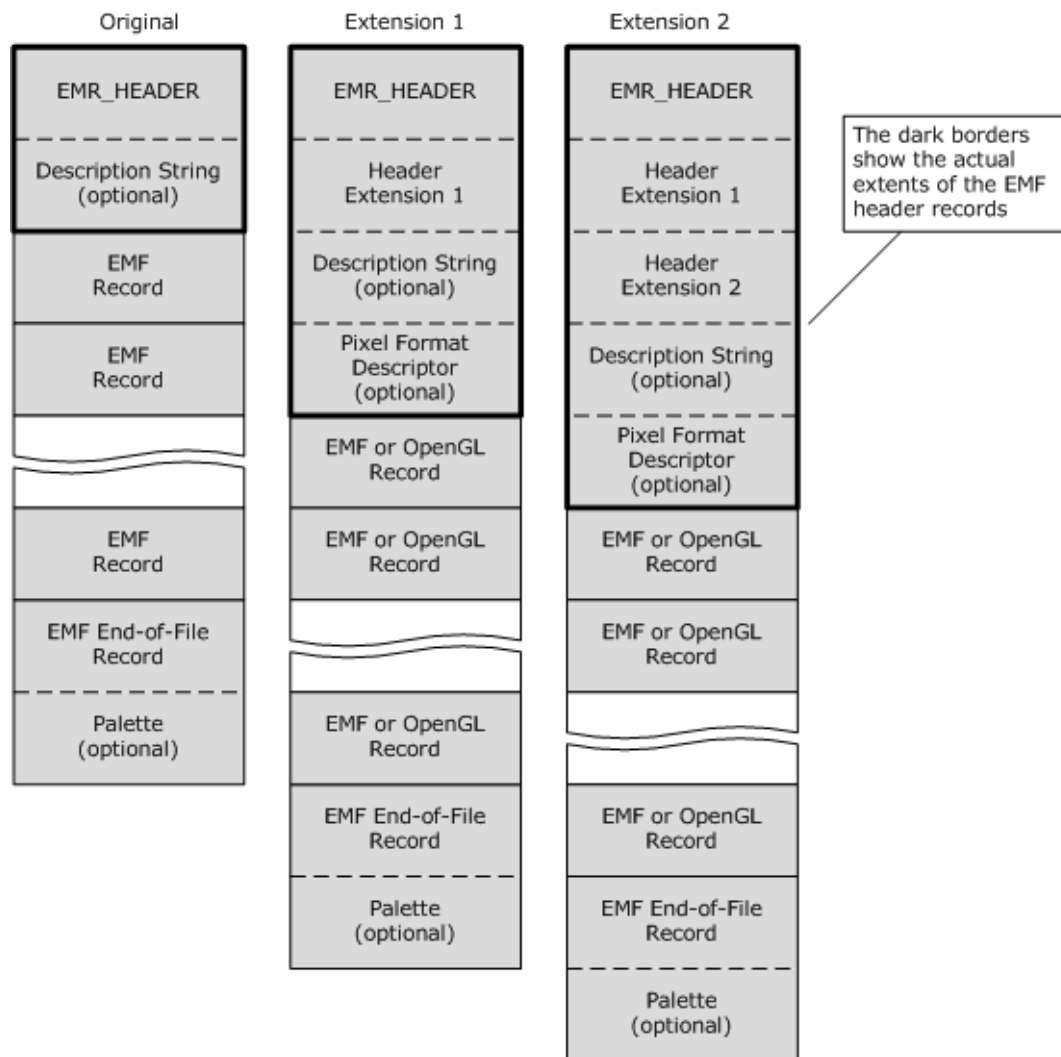 Original
EMR_HEADER
Description String
(optional)
EMF
Record
EMF
Record
EMF
Record
EMF End-of-File
Record
Palette
(optional)
Extension 1
EMR_HEADER
Header
Extension 1
Description String
(optional)
Pixel Format
Descriptor
(optional)
EMF or OpenGL
Record
EMF or OpenGL
Record
EMF or OpenGL
Record
EMF End-of-File
Record
Palette
(optional)
Extension 2
EMR_HEADER
Header
Extension 1
Header
Extension 2
Description String
(optional)
Pixel Format
Descriptor
(optional)
EMF or OpenGL
Record
EMF or OpenGL
Record
EMF or OpenGL
Record
EMF End-of-File
Record
Palette
(optional)
The dark borders
show the actual
extents of the EMF
header records